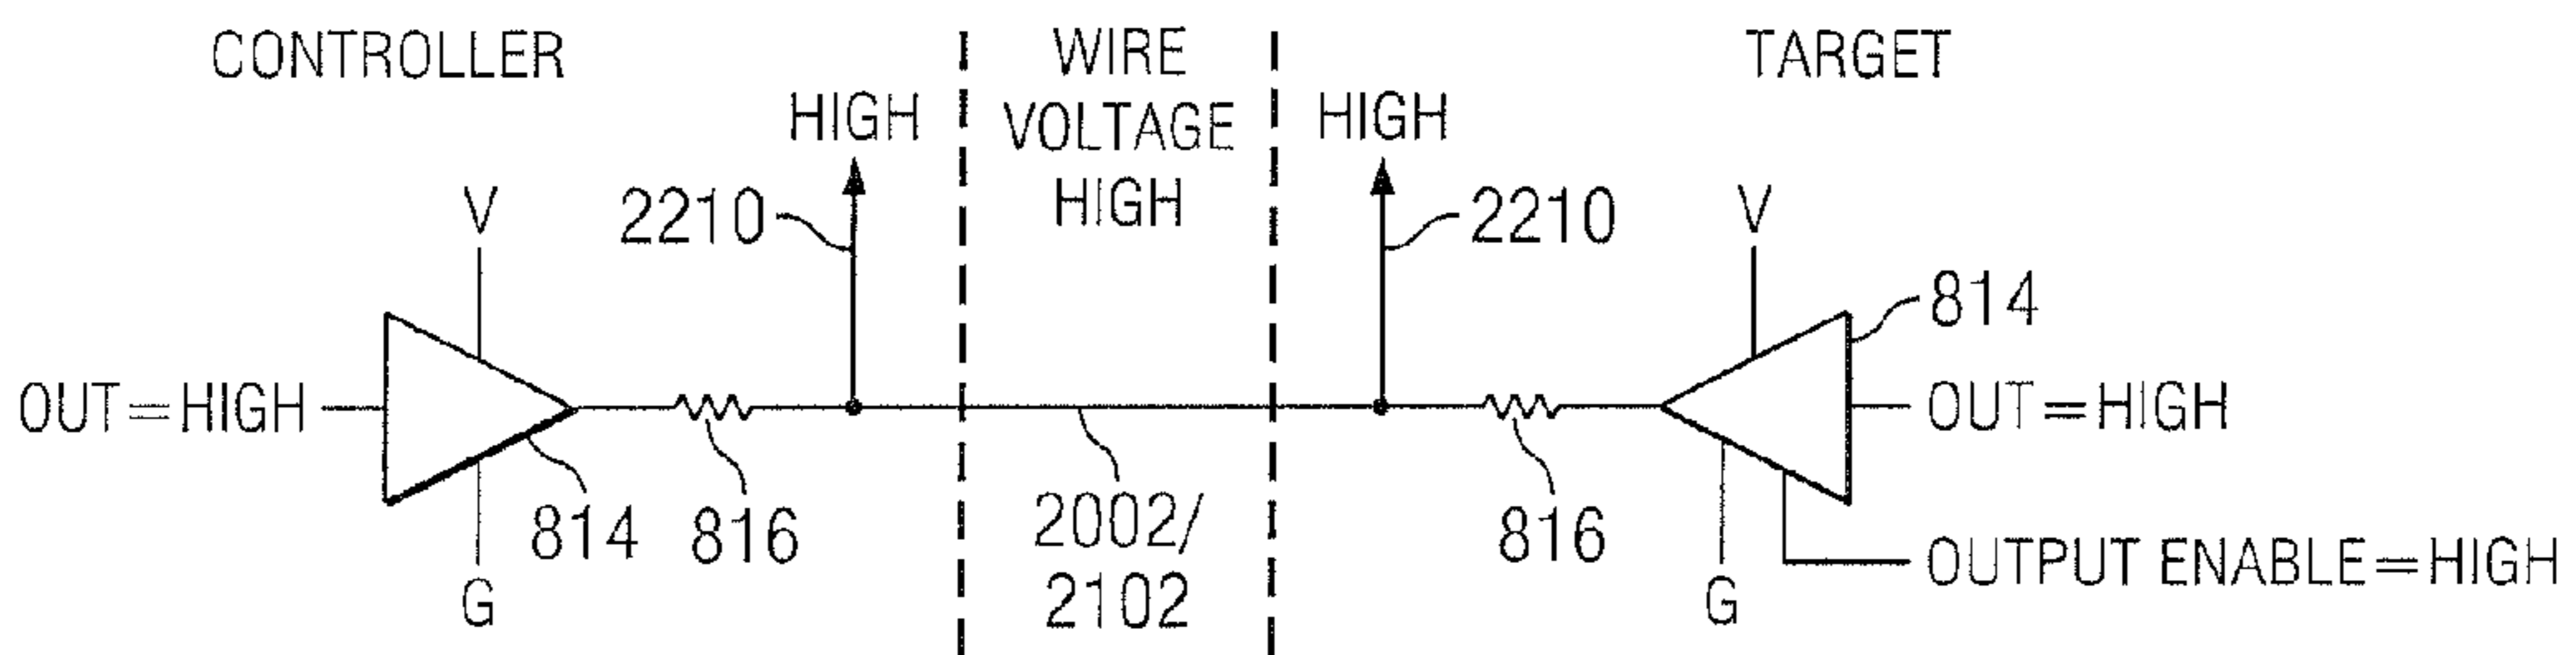 CONTROLLER
WIRE
VOLTAGE
HIGH
TARGET
HIGH
HIGH
V
2210
2210
V
814
OUT=HIGH
OUT=HIGH
814
816
2002/
2102
816
OUTPUT ENABLE=HIGH
G
G